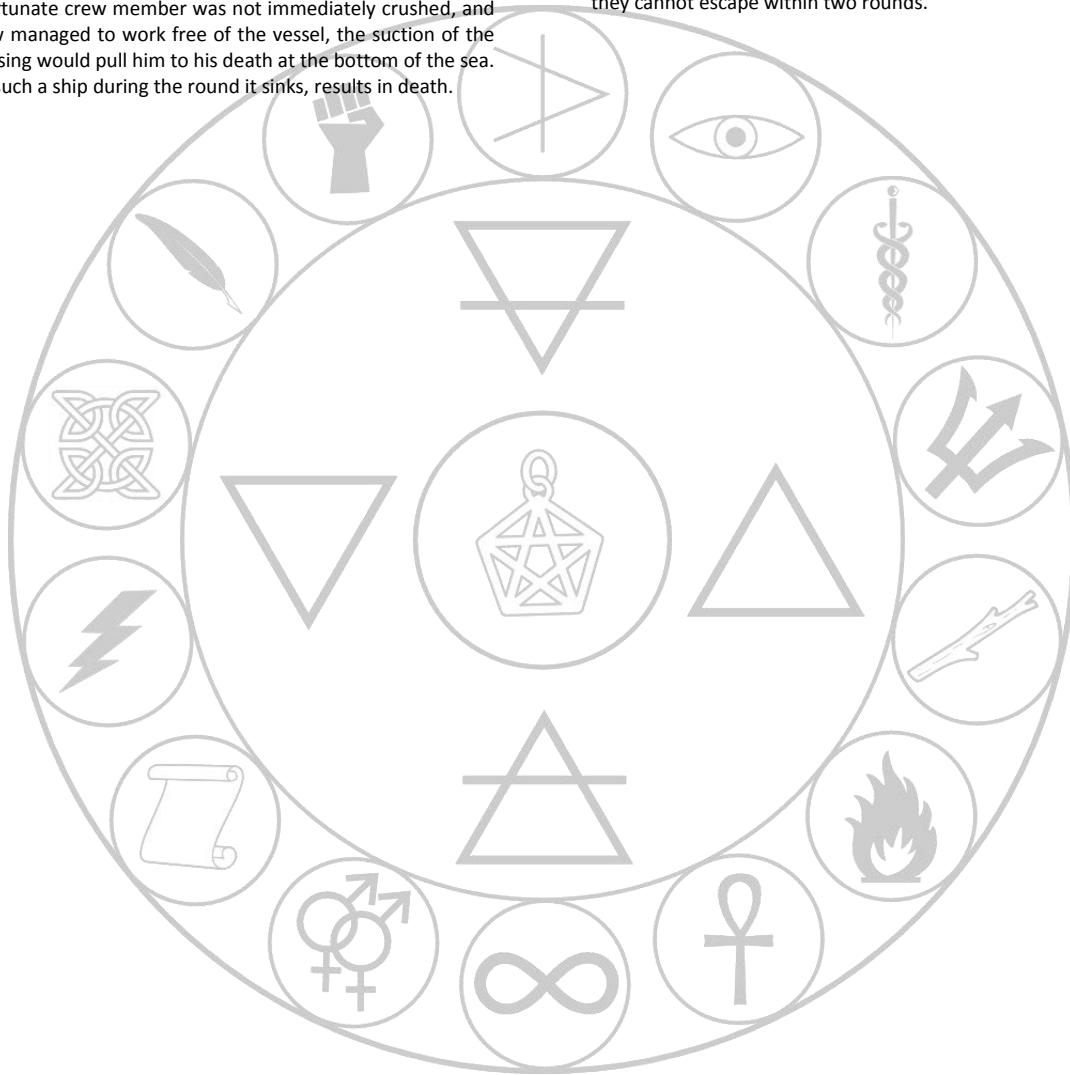 rtunate crew member was not immediately crushed, and
y managed to work free of the vessel, the suction of the
sing would pull him to his death at the bottom of the sea.
such a ship during the round it sinks, results in death.
they cannot escape within two rounds.